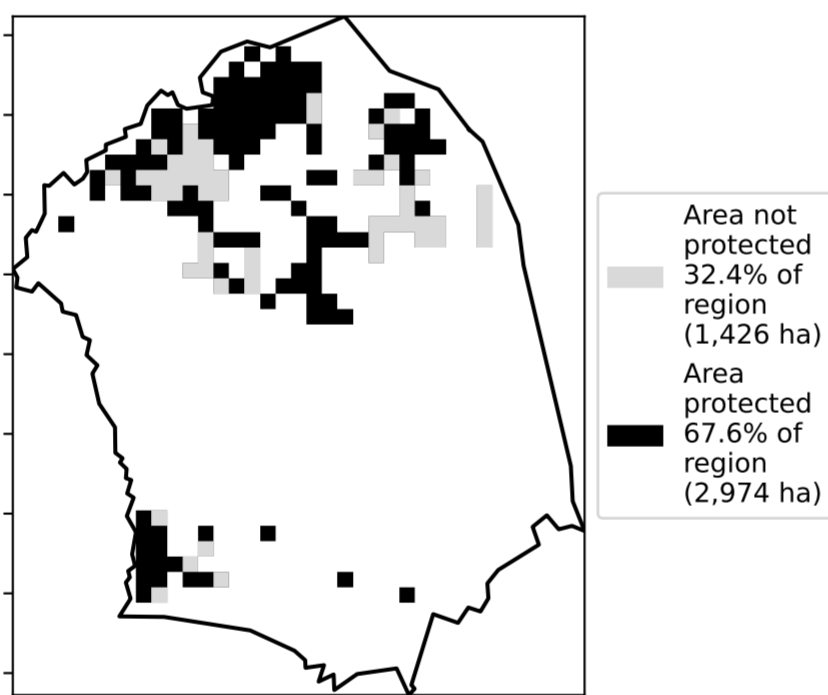 Area not
protected
32.4% of
region
(1,426 ha)
Area
protected
67.6% of
region
(2,974 ha)